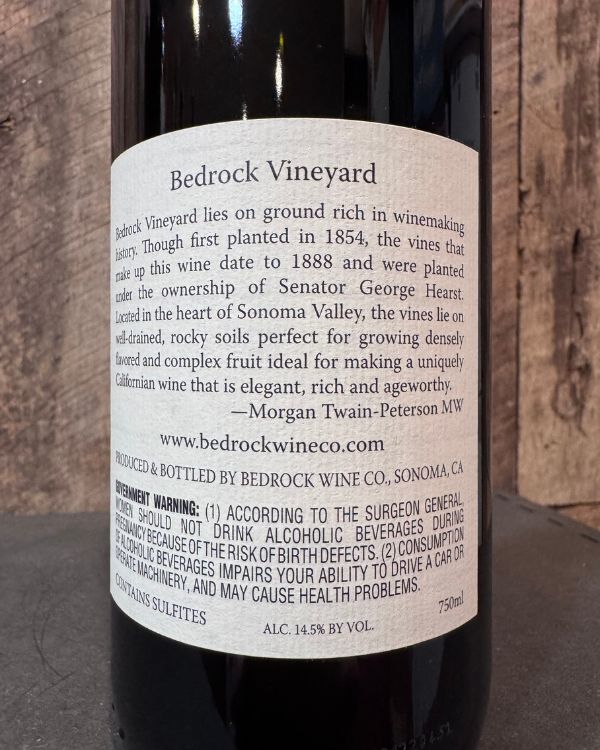 Bedrock Vineyard
Bedrock Vineyard lies on ground rich in winemaking
history. Though first planted in 1854, the vines that
make up this wine date to 1888 and were planted
under the ownership of Senator George Hearst.
Located in the heart of Sonoma Valley, the vines lie on
well-drained, rocky soils perfect for growing densely
flavored and complex fruit ideal for making a uniquely
Californian wine that is elegant, rich and ageworthy.
—Morgan Twain-Peterson MW
www.bedrockwineco.com
PRODUCED & BOTTLED BY BEDROCK WINE CO., SONOMA, CA
GOVERNMENT WARNING: (1) ACCORDING TO THE SURGEON GENERAL,
WOMEN SHOULD NOT DRINK ALCOHOLIC BEVERAGES DURING
PREGNANCY BECAUSE OF THE RISK OF BIRTH DEFECTS. (2) CONSUMPTION
OF ALCOHOLIC BEVERAGES IMPAIRS YOUR ABILITY TO DRIVE A CAR OR
OPERATE MACHINERY, AND MAY CAUSE HEALTH PROBLEMS.
CONTAINS SULFITES
ALC. 14.5% BY VOL.
750ml